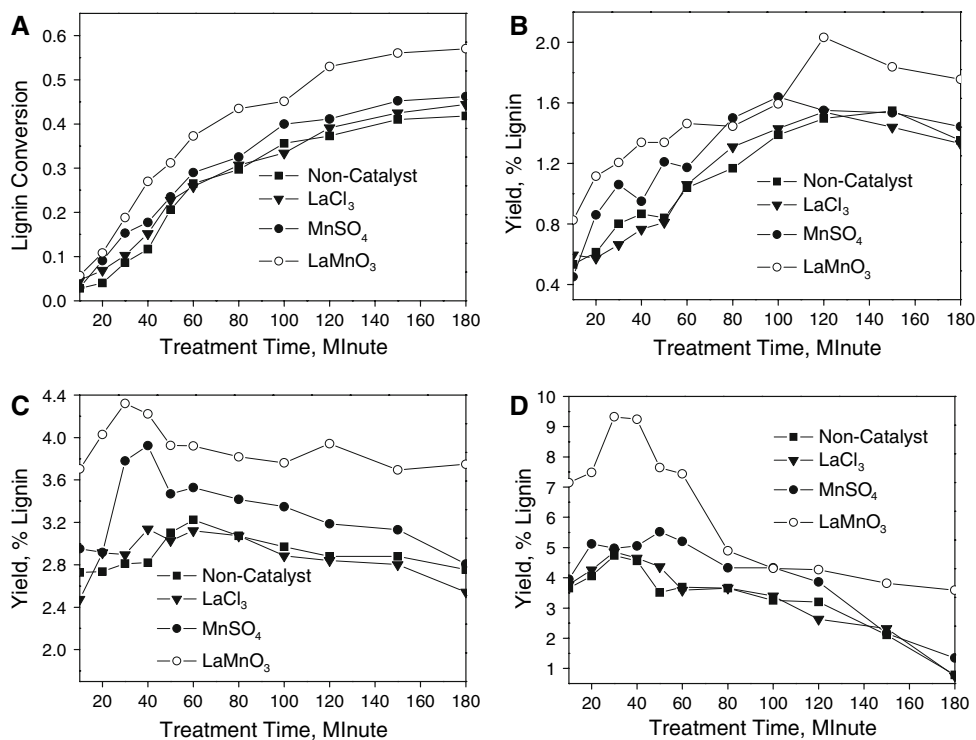 A
Lignin Conversion
0.6
0.5
0.4
0.3
0.2
0.1
0.0
Non-Catalyst
LaCl3
MnSO4
LaMnO3
20 40 60 80 100 120 140 160 180
Treatment Time, MInute
B
Yield, % Lignin
2.0
1.6
1.2
0.8
0.4
Non-Catalyst
LaCl3
MnSO4
LaMnO3
20 40 60 80 100 120 140 160 180
Treatment Time, MInute
C
Yield, % Lignin
4.4
4.0
3.6
3.2
2.8
2.4
2.0
Non-Catalyst
LaCl3
MnSO4
LaMnO3
20 40 60 80 100 120 140 160 180
Treatment Time, MInute
D
Yield, % Lignin
10
9
8
7
6
5
4
3
2
1
Non-Catalyst
LaCl3
MnSO4
LaMnO3
20 40 60 80 100 120 140 160 180
Treatment Time, MInute